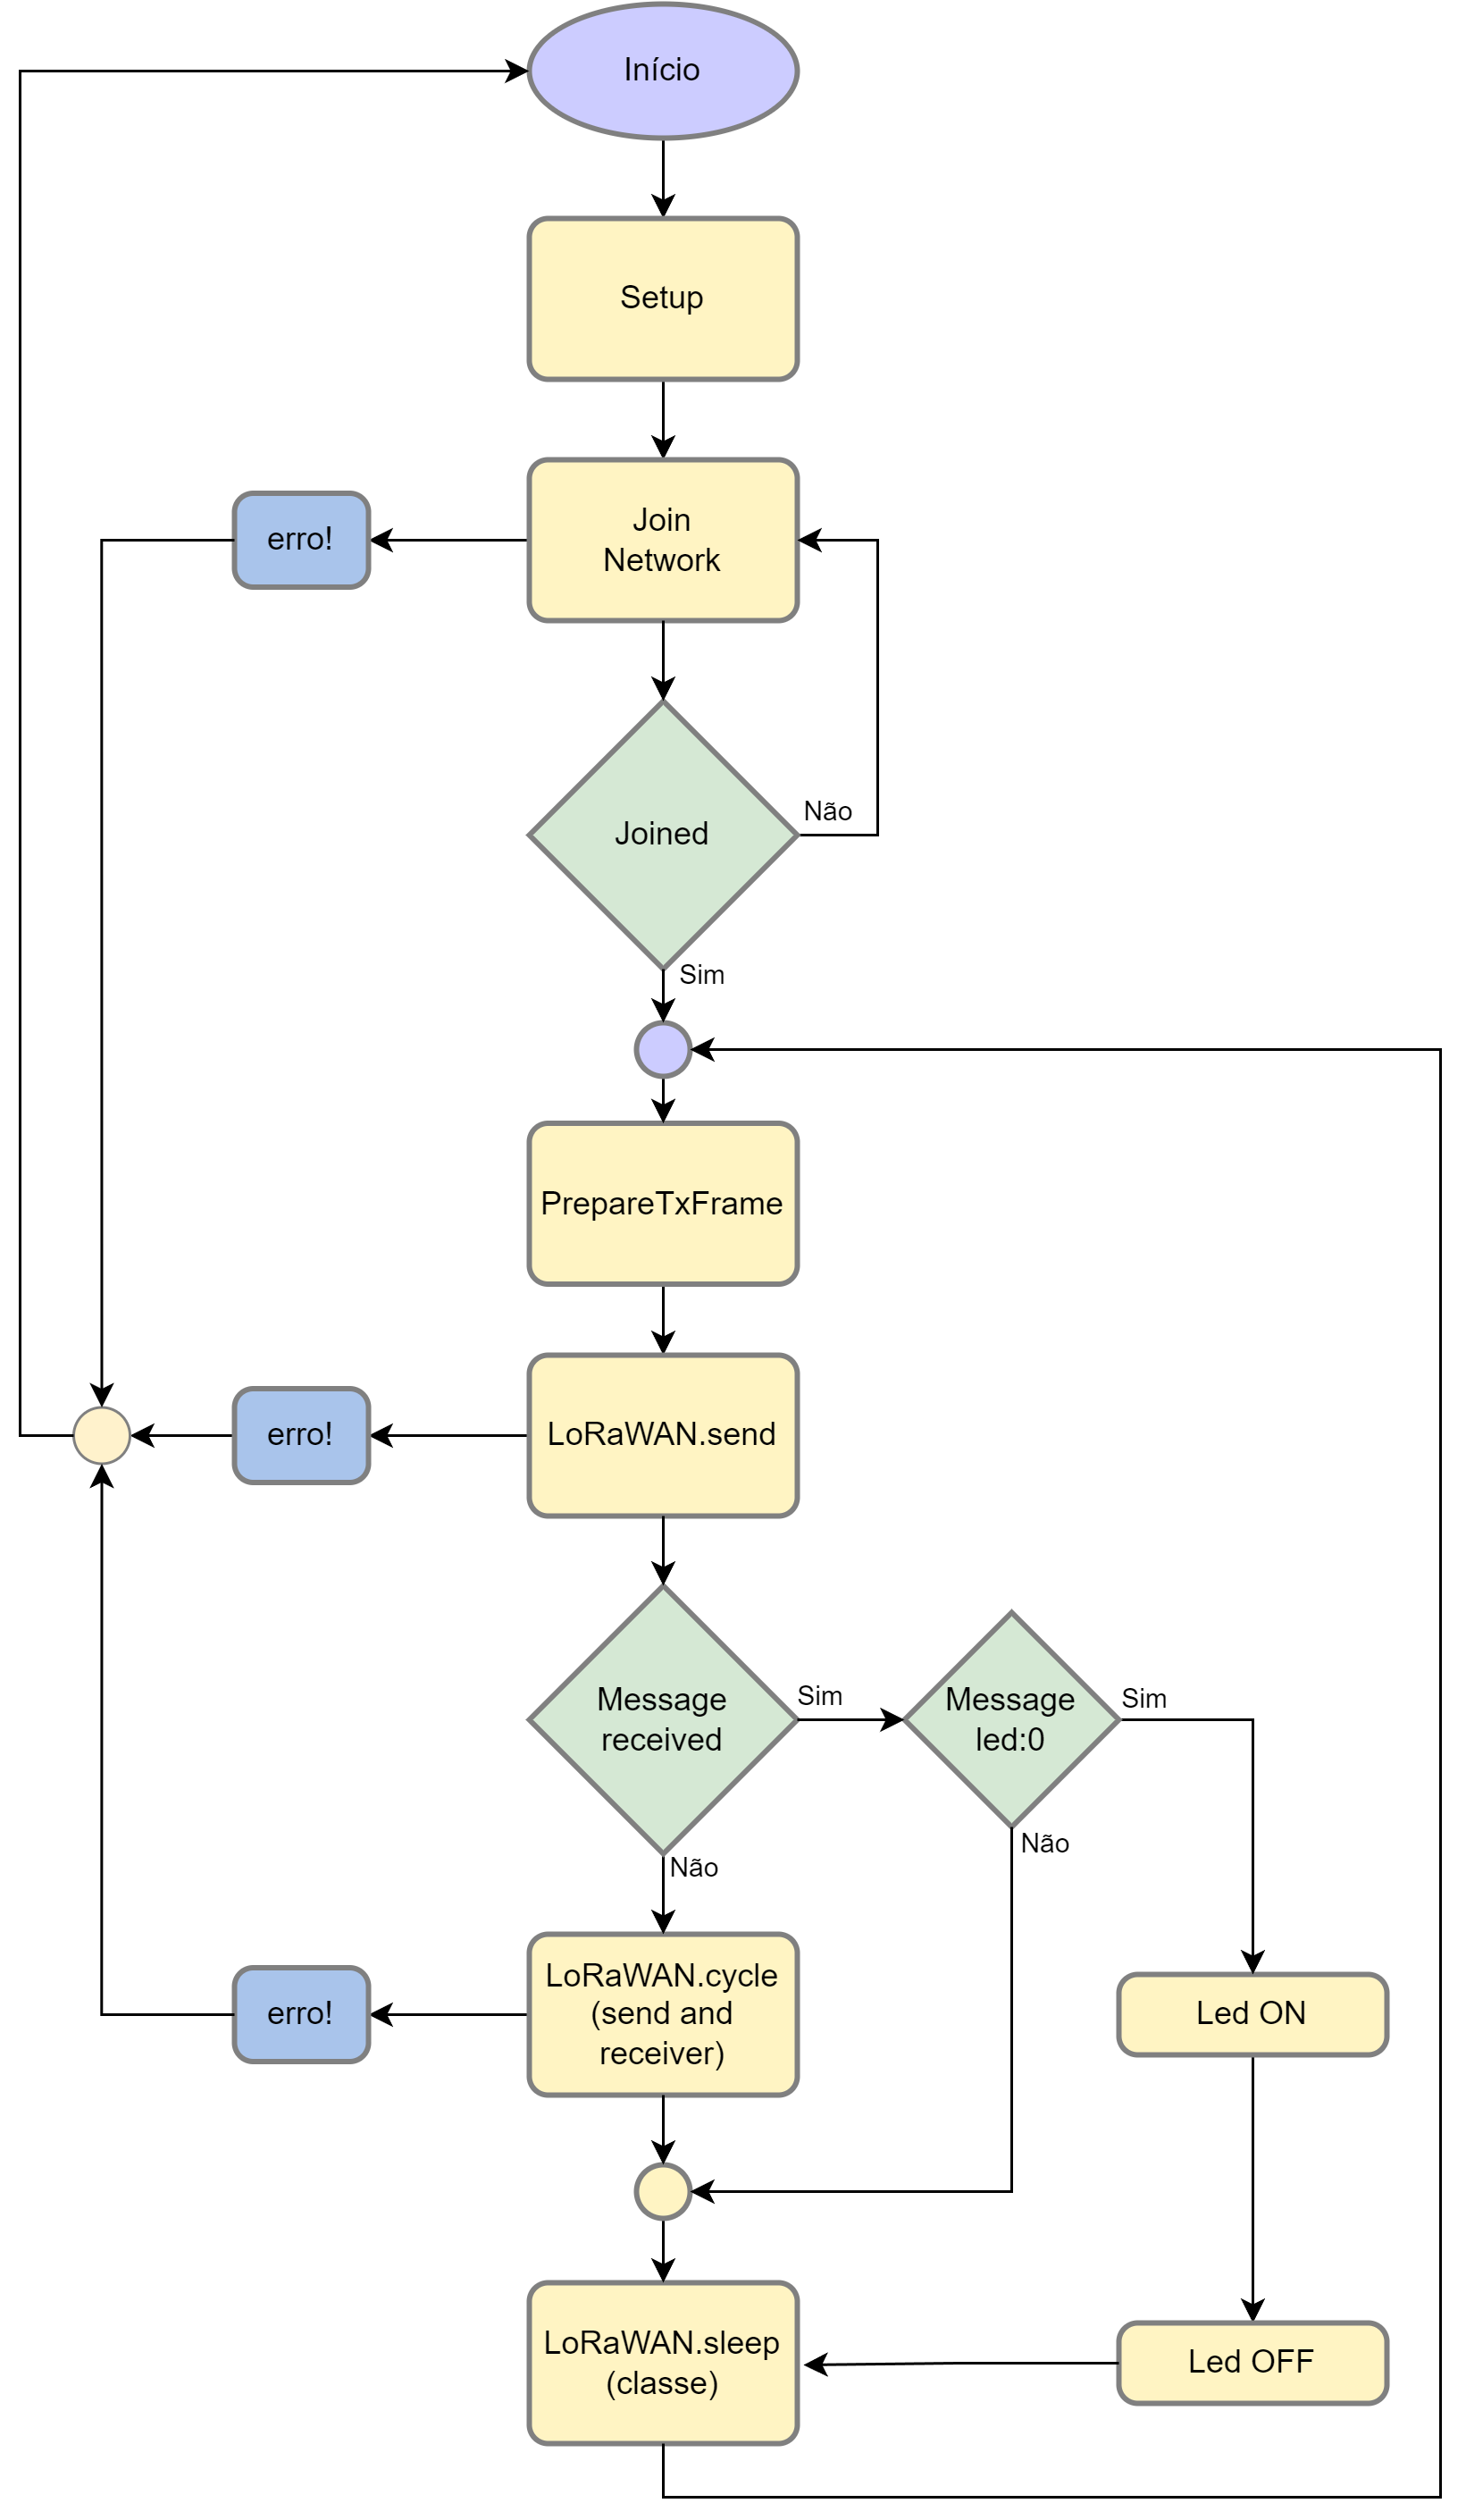 Início
Setup
erro!
Join
Network
Joined
Não
Sim
PrepareTxFrame
erro!
LoRaWAN.send
Message
received
Sim
Message
led:0
Sim
Não
Não
erro!
LoRaWAN.cycle
(send and
receiver)
Led ON
LoRaWAN.sleep
(classe)
Led OFF